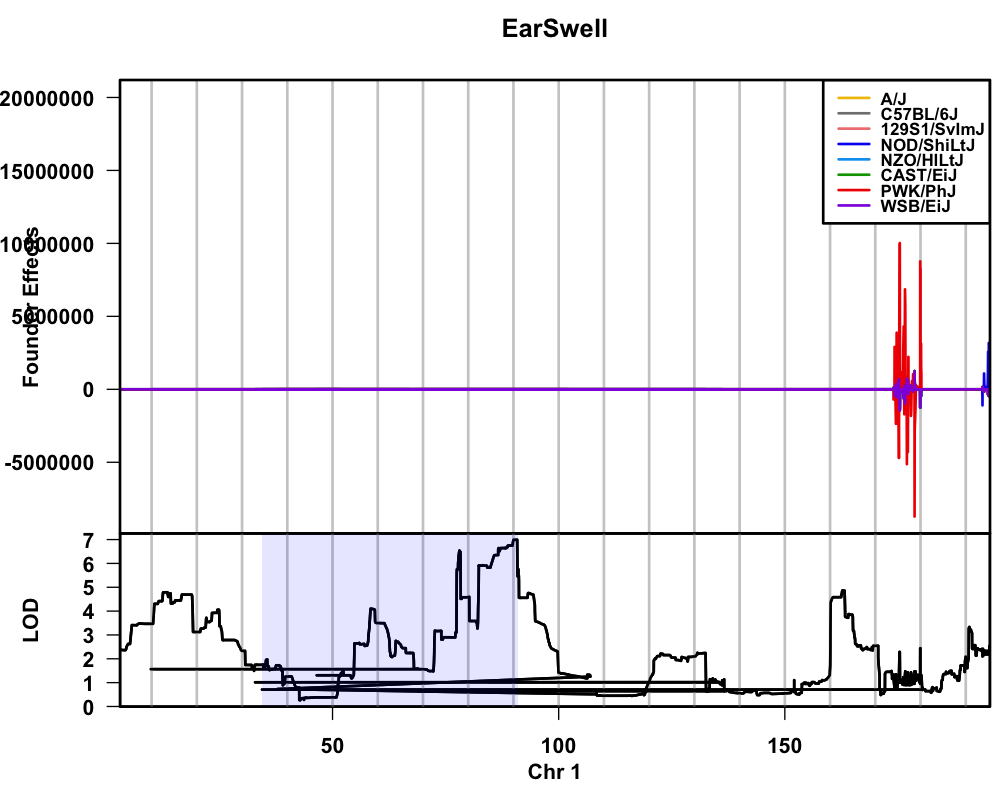 EarSwell
20000000
15000000
10000000
5000000
0
-5000000
Founder Effects
A/J
C57BL/6J
129S1/SvImJ
NOD/ShiLtJ
NZO/HlLtJ
CAST/EiJ
PWK/PhJ
WSB/EiJ
7
6
5
4
3
2
1
0
LOD
50 100 150
Chr 1